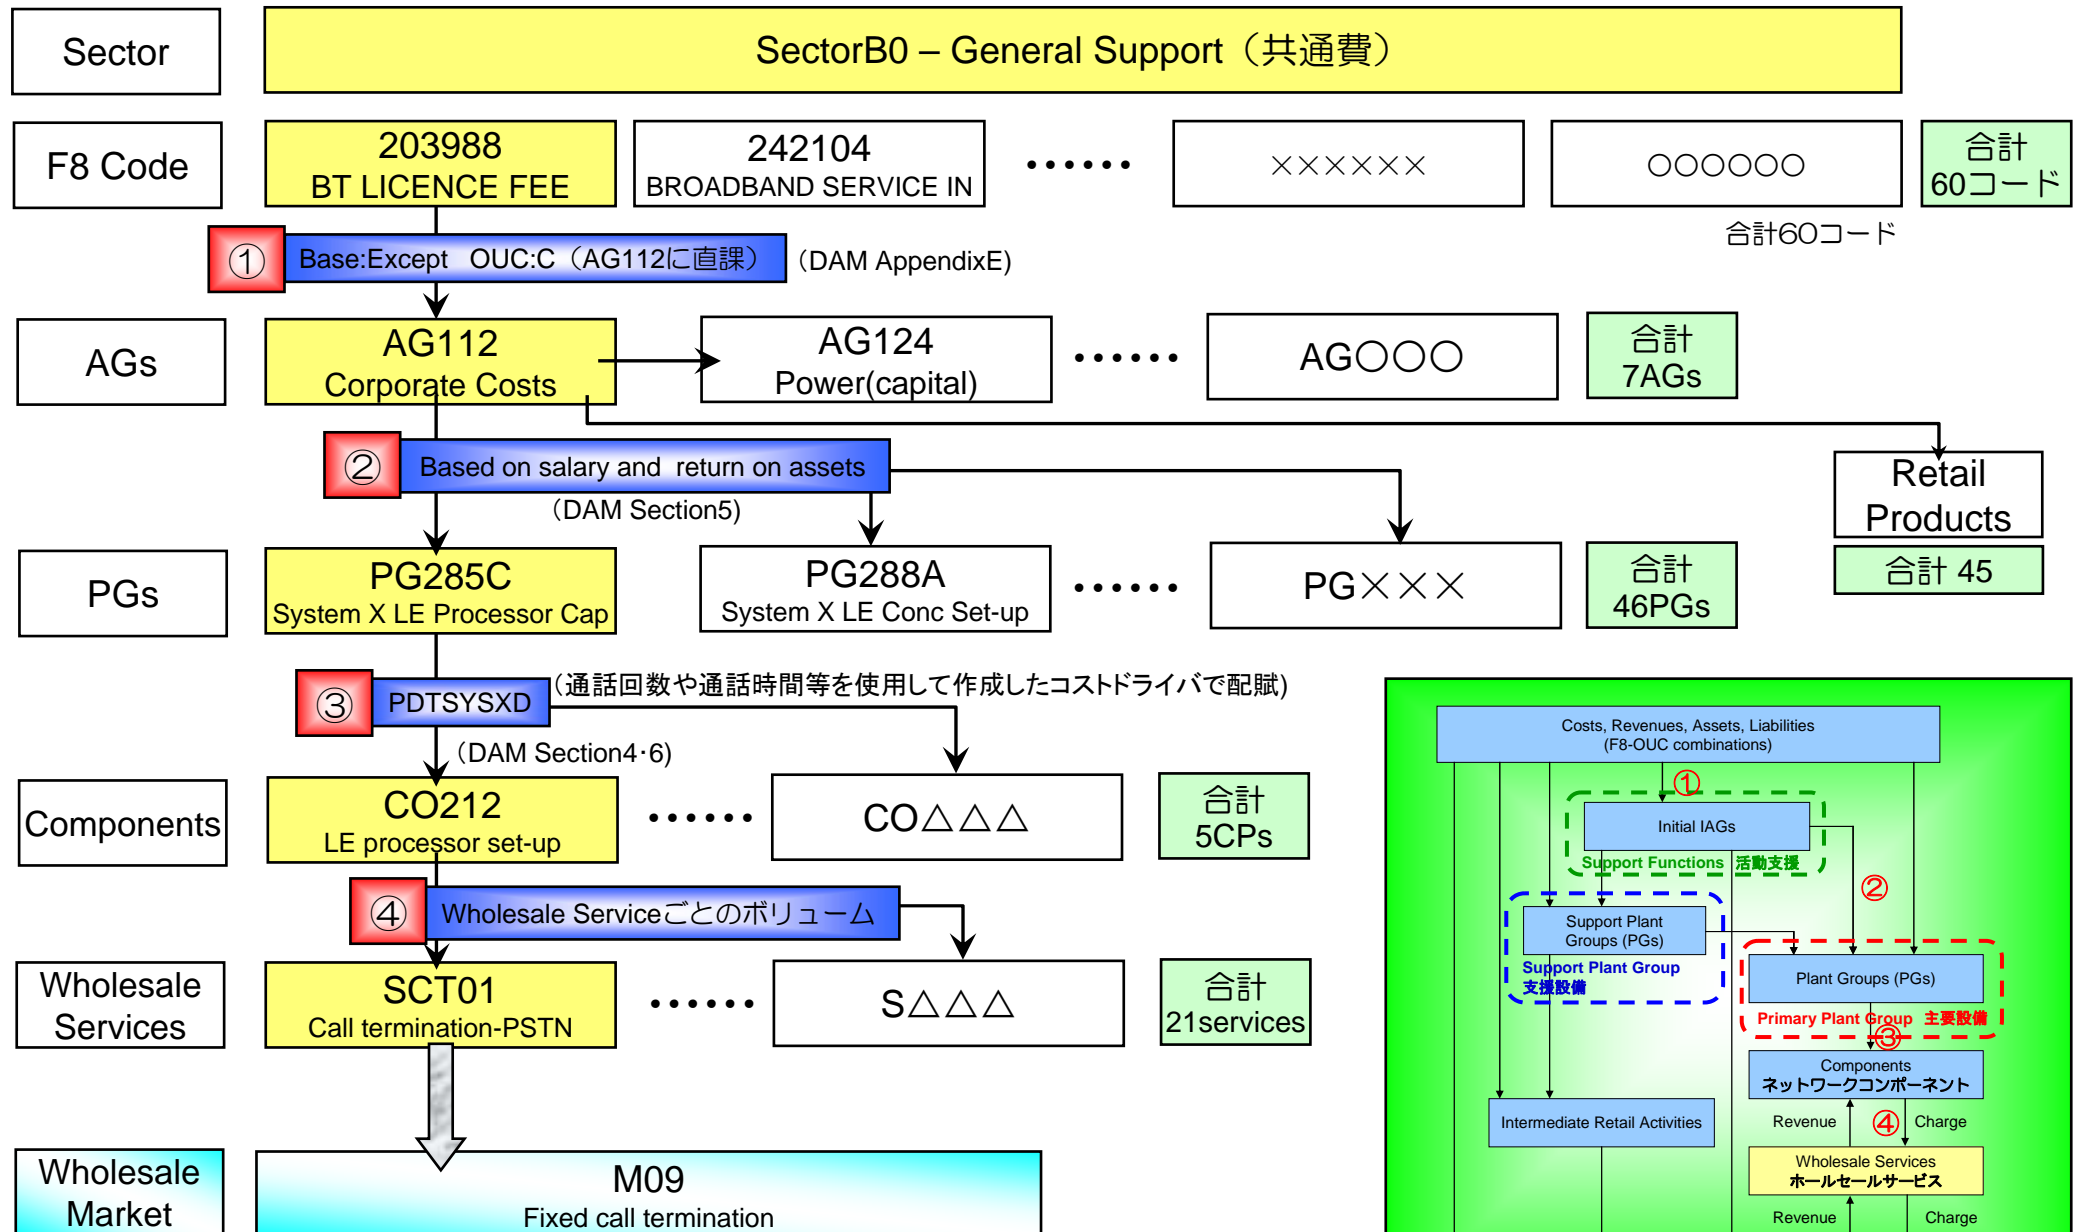 Sector
SectorB0 – General Support（共通費）
F8 Code
203988
BT LICENCE FEE
242104
BROADBAND SERVICE IN
••••••
××××××
○○○○○○
合計
60コード
合計60コード
①
Base:Except OUC:C（AG112に直課）
（DAM AppendixE)
AGs
AG112
Corporate Costs
AG124
Power(capital)
••••••
AG○○○
合計
7AGs
②
Based on salary and return on assets
（DAM Section5)
Retail
Products
合計 45
PGs
PG285C
System X LE Processor Cap
PG288A
System X LE Conc Set-up
••••••
PG×××
合計
46PGs
③
PDTSYSXD
（通話回数や通話時間等を使用して作成したコストドライバで配賦)
（DAM Section4･6)
Components
CO212
LE processor set-up
••••••
CO△△△
合計
5CPs
④
Wholesale Serviceごとのボリューム
Wholesale
Services
SCT01
Call termination-PSTN
••••••
S△△△
合計
21services
Wholesale
Market
M09
Fixed call termination
Costs, Revenues, Assets, Liabilities
(F8-OUC combinations)
①
Initial IAGs
Support Functions 活動支援
②
Support Plant
Groups (PGs)
Support Plant Group
支援設備
Plant Groups (PGs)
Primary Plant Group 主要設備
③
Components
ネットワークコンポーネント
Intermediate Retail Activities
Revenue
④
Charge
Wholesale Services
ホールセールサービス
Revenue
Charge